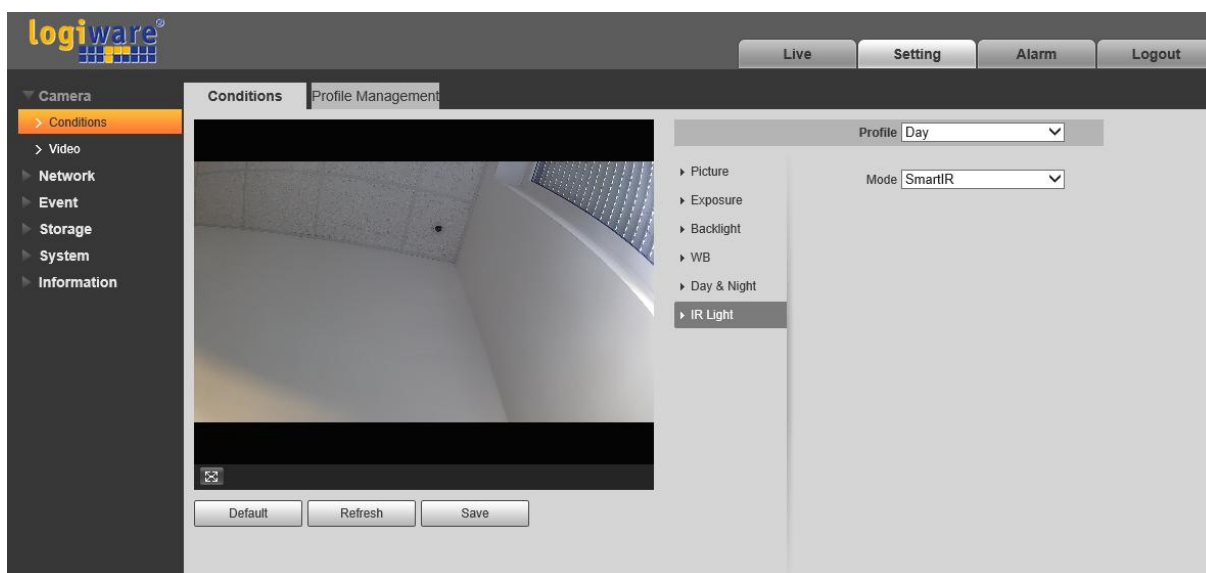 logiware®
Live Setting Alarm Logout
Camera
Conditions
Video
Network
Event
Storage
System
Information
Conditions Profile Management
Profile Day
Picture
Exposure
Backlight
WB
Day & Night
IR Light
Mode SmartIR
Default Refresh Save